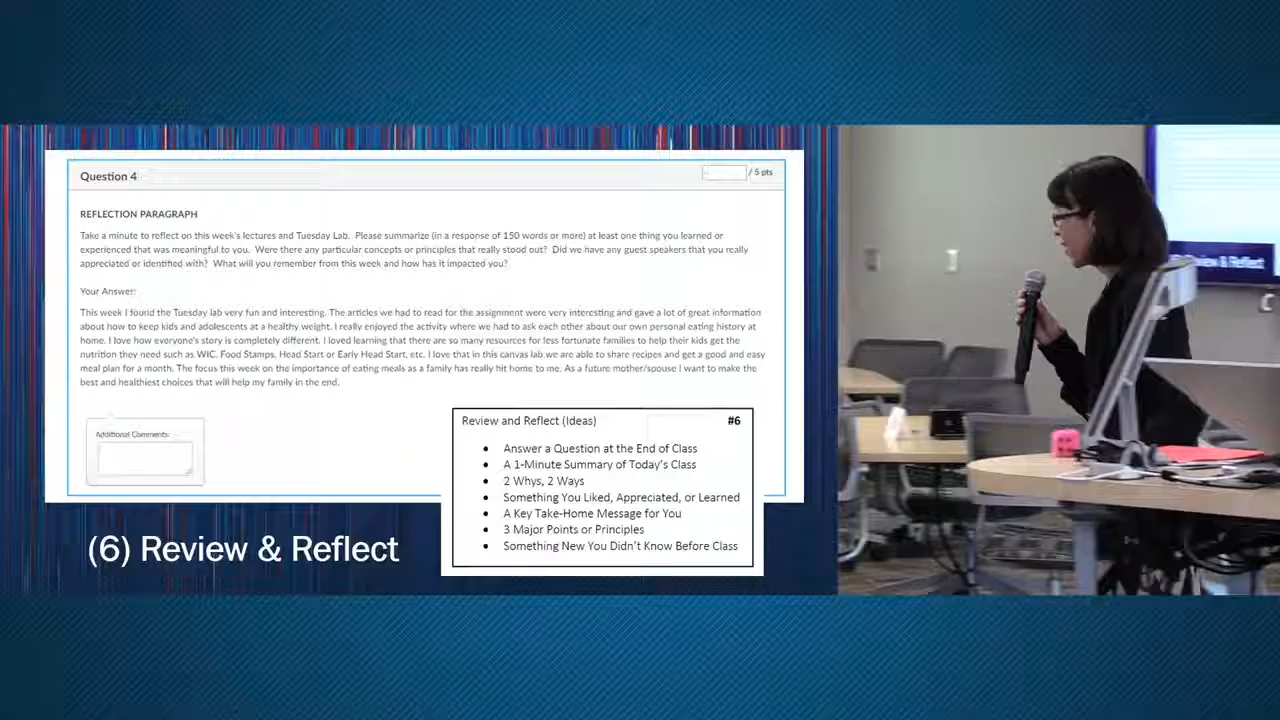 Question 4
/ 5 pts
REFLECTION PARAGRAPH
Take a minute to reflect on this week's lectures and Tuesday Lab. Please summarize (in a response of 150 words or more) at least one thing you learned or
experienced that was meaningful to you. Were there any particular concepts or principles that really stood out? Did we have any guest speakers that you really
appreciated or identified with? What will you remember from this week and how has it impacted you?
Your Answer:
This week I found the Tuesday lab very fun and interesting. The articles we had to read for the assignment were very interesting and gave a lot of great information
about how to keep kids and adolescents at a healthy weight. I really enjoyed the activity where we had to ask each other about our own personal eating history at
home. I love how everyone's story is completely different. I loved learning that there are so many resources for less fortunate families to help their kids get the
nutrition they need such as WIC, Food Stamps, Head Start or Early Head Start, etc. I love that in this canvas lab we are able to share recipes and get a good and easy
meal plan for a month. The focus this week on the importance of eating meals as a family has really hit home to me. As a future mother/spouse I want to make the
best and healthiest choices that will help my family in the end.
Additional Comments:
Review and Reflect (Ideas) #6
• Answer a Question at the End of Class
• A 1-Minute Summary of Today's Class
• 2 Whys, 2 Ways
• Something You Liked, Appreciated, or Learned
• A Key Take-Home Message for You
• 3 Major Points or Principles
• Something New You Didn't Know Before Class
(6) Review & Reflect
& Reflect